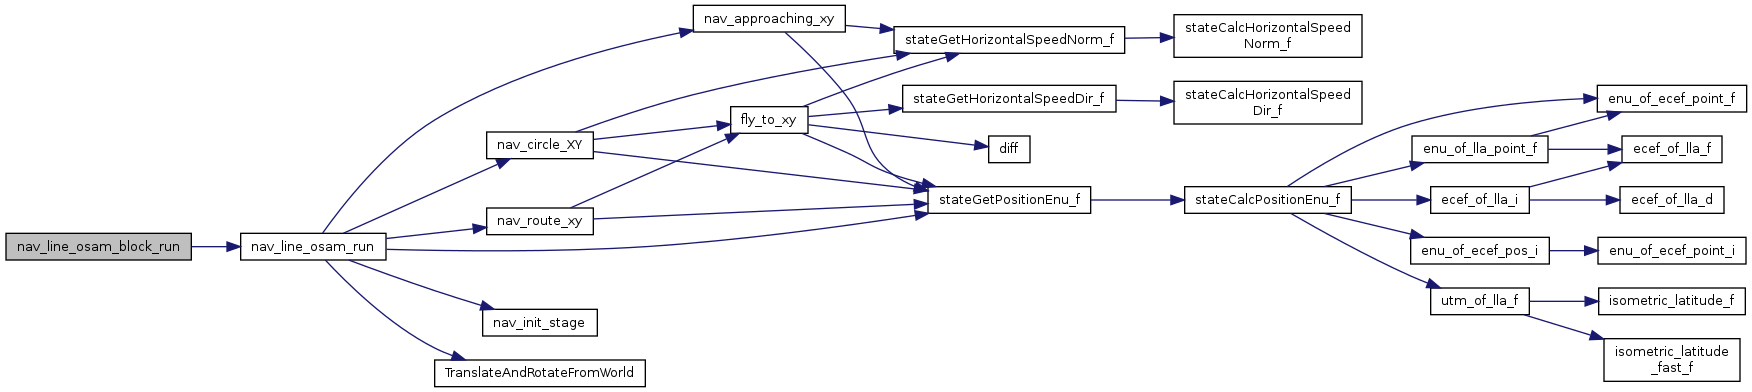 nav_line_osam_block_run
nav_line_osam_run
nav_approaching_xy
nav_circle_XY
nav_route_xy
nav_init_stage
TranslateAndRotateFromWorld
fly_to_xy
stateGetHorizontalSpeedNorm_f
stateGetHorizontalSpeedDir_f
diff
stateGetPositionEnu_f
stateCalcHorizontalSpeed
Norm_f
stateCalcHorizontalSpeed
Dir_f
stateCalcPositionEnu_f
enu_of_lla_point_f
ecef_of_lla_i
enu_of_ecef_pos_i
utm_of_lla_f
enu_of_ecef_point_f
ecef_of_lla_f
ecef_of_lla_d
enu_of_ecef_point_i
isometric_latitude_f
isometric_latitude
_fast_f